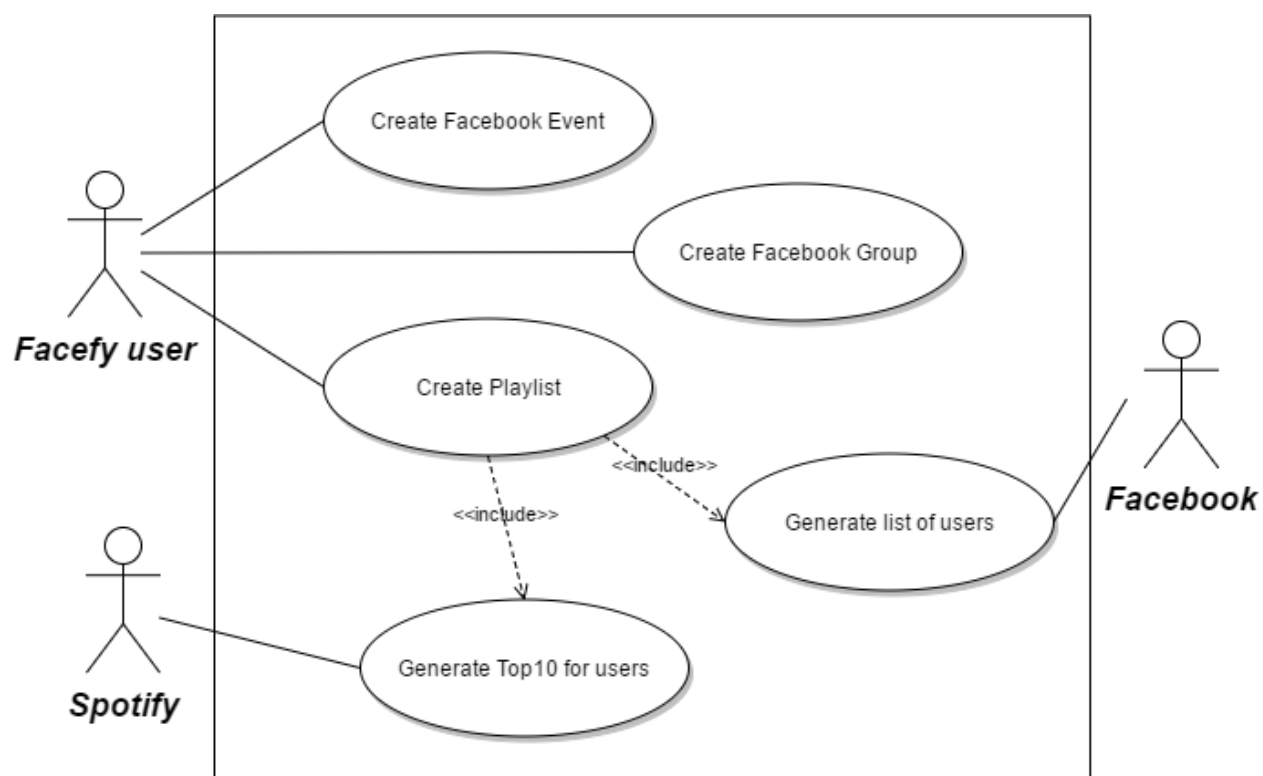 Create Facebook Event
Create Facebook Group
Facefy user
Create Playlist
<<include>>
Facebook
<<include>>
Generate list of users
Generate Top10 for users
Spotify